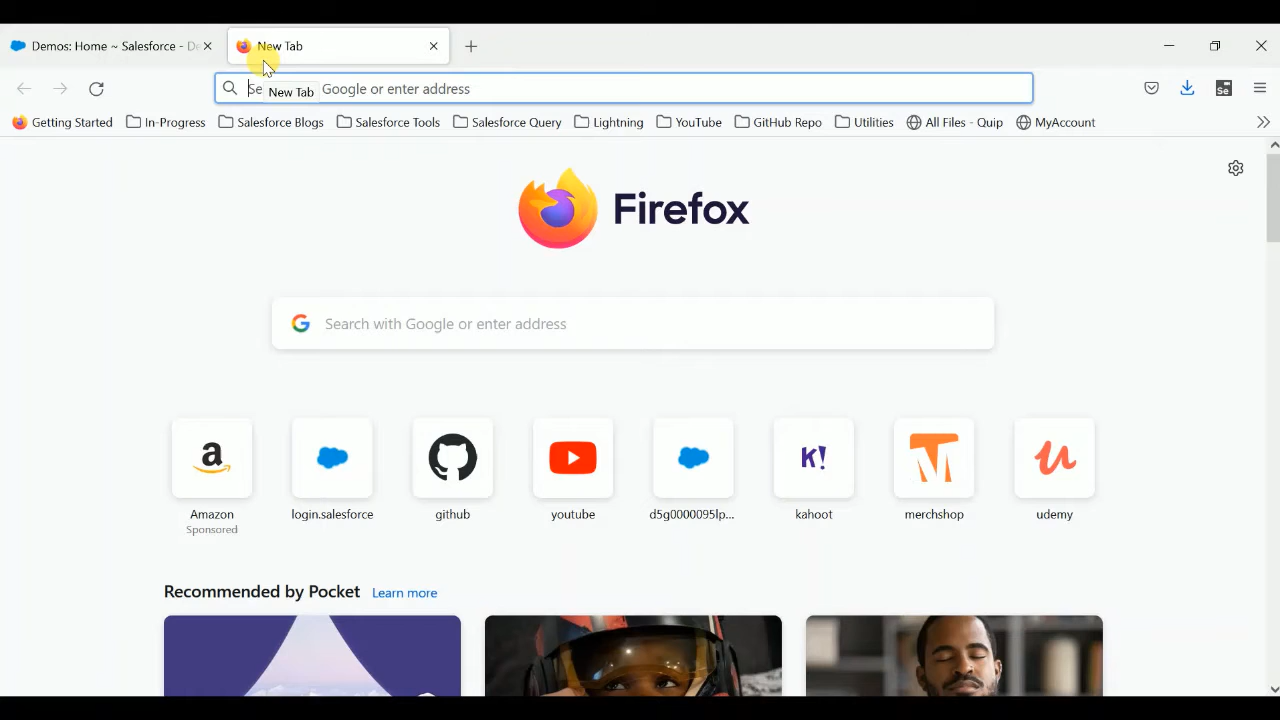 Demos: Home ~ Salesforce - De
New Tab
Se New Tab Google or enter address
Getting Started In-Progress Salesforce Blogs Salesforce Tools Salesforce Query Lightning YouTube GitHub Repo Utilities All Files - Quip MyAccount
Se
Firefox
G Search with Google or enter address
a K! u
Amazon login.salesforce github youtube d5g0000095lp... kahoot merchshop udemy
Sponsored
Recommended by Pocket Learn more